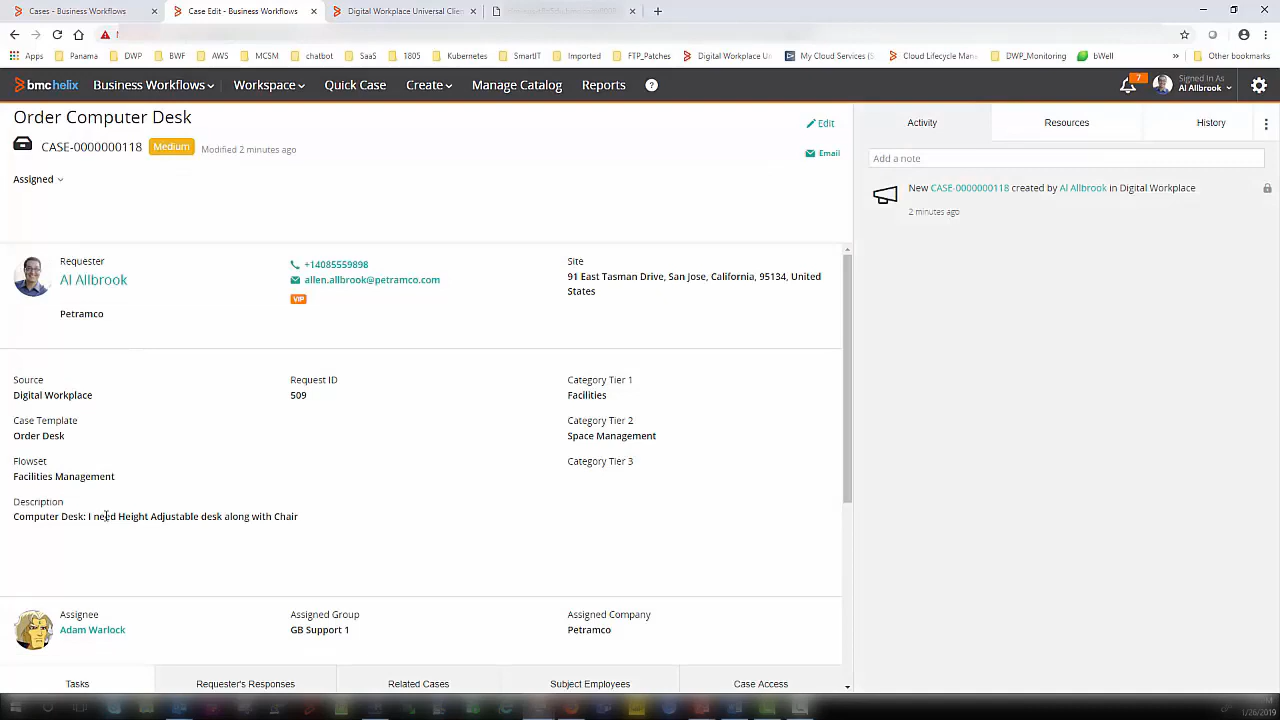 Cases - Business Workflows
Case Edit - Business Workflows
Digital Workplace Universal Clien
Apps
Panama
DWP
BWF
AWS
MCSM
chatbot
SaaS
1805
Kubernetes
SmartIT
Imported
FTP_Patches
Digital Workplace Un
My Cloud Services (B
Cloud Lifecycle Man
DWP_Monitoring
bWell
Other bookmarks
bmchelix
Business Workflows
Workspace
Quick Case
Create
Manage Catalog
Reports
7
Signed In As
Al Allbrook
Order Computer Desk
Edit
CASE-0000000118
Medium
Modified 2 minutes ago
Email
Assigned
Activity
Resources
History
Add a note
New CASE-0000000118 created by Al Allbrook in Digital Workplace
2 minutes ago
Requester
Al Allbrook
Petramco
+14085559898
allen.allbrook@petramco.com
VIP
Site
91 East Tasman Drive, San Jose, California, 95134, United
States
Source
Digital Workplace
Request ID
509
Category Tier 1
Facilities
Case Template
Order Desk
Category Tier 2
Space Management
Flowset
Facilities Management
Category Tier 3
Description
Computer Desk: I need Height Adjustable desk along with Chair
Assignee
Adam Warlock
Assigned Group
GB Support 1
Assigned Company
Petramco
Tasks
Requester's Responses
Related Cases
Subject Employees
Case Access
1/26/2019